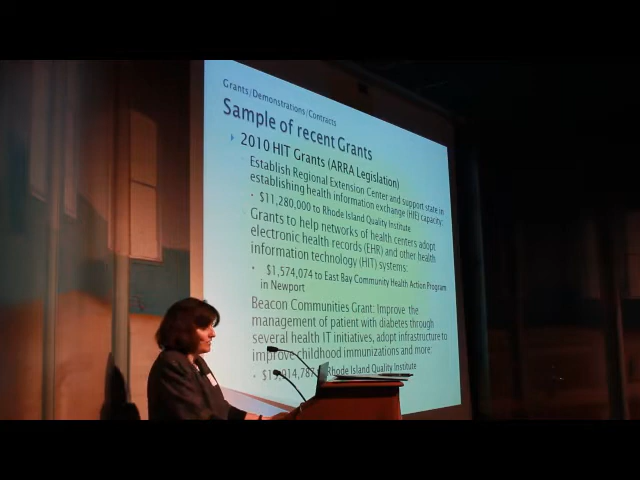 Grants/Demonstrations/Contracts
Sample of recent Grants
2010 HIT Grants (ARRA Legislation)
Establish Regional Extension Center and support state in
establishing health information exchange (HIE) capacity:
• $11,280,000 to Rhode Island Quality Institute
Grants to help networks of health centers adopt
electronic health records (EHR) and other health
information technology (HIT) systems:
• $1,574,074 to East Bay Community Health Action Program
in Newport
Beacon Communities Grant: Improve the
management of patient with diabetes through
several health IT initiatives, adopt infrastructure to
improve childhood immunizations and more:
• $15,914,787 Rhode Island Quality Institute